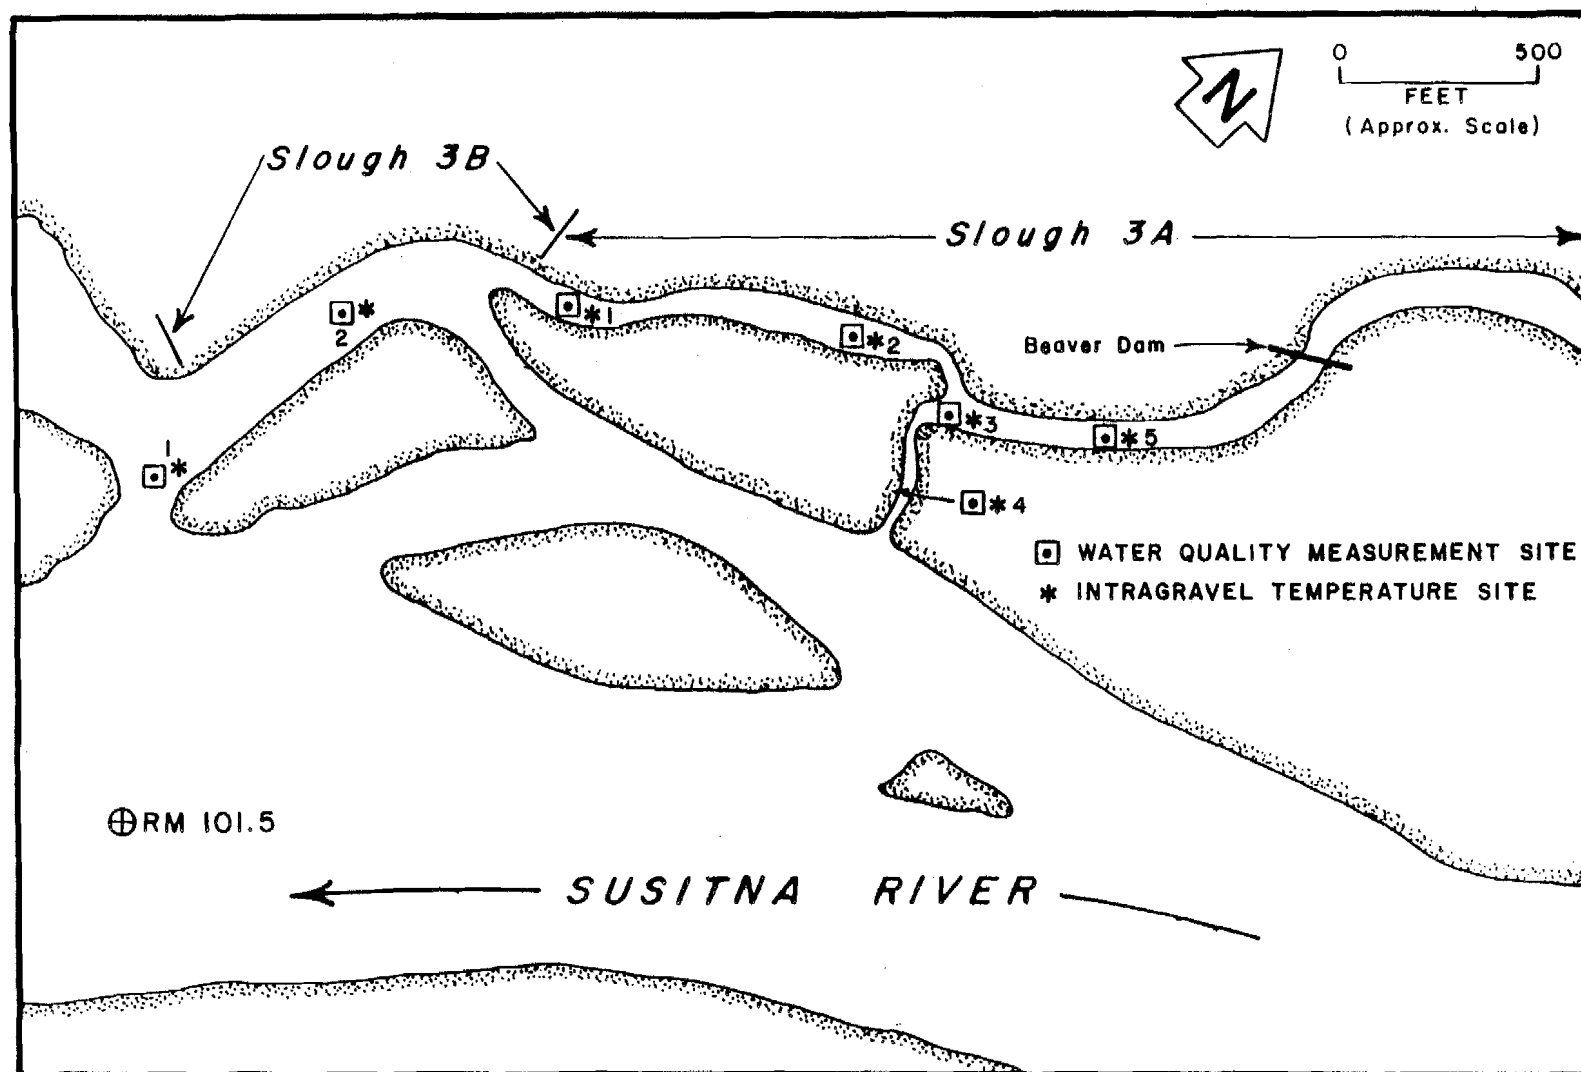 N
0 500
FEET
(Approx. Scale)
Slough 3B
Slough 3A
1
2
2
Beaver Dam
3
5
1
4
WATER QUALITY MEASUREMENT SITE
INTRAGRAVEL TEMPERATURE SITE
RM 101.5
SUSITNA RIVER